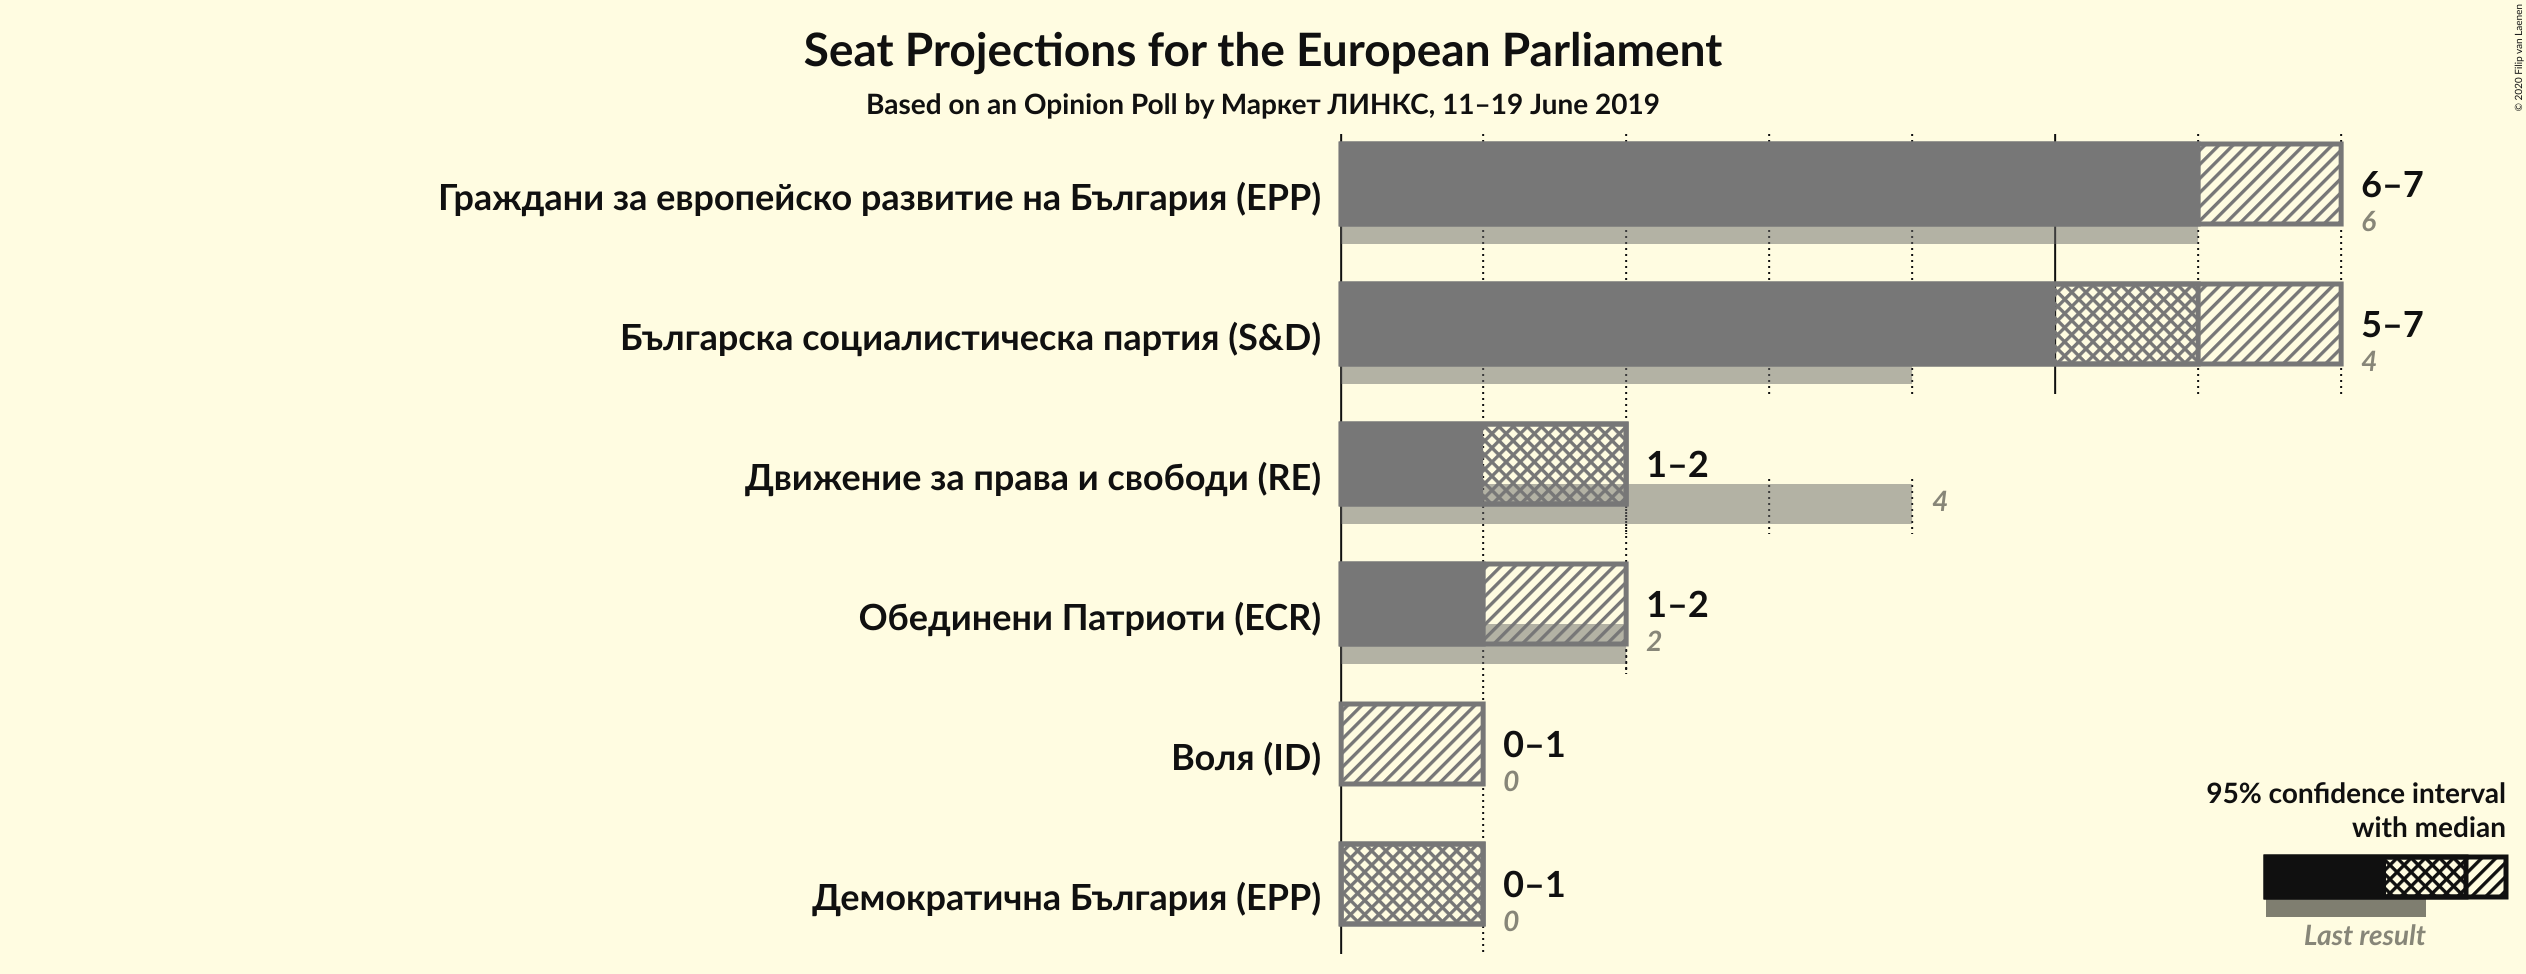 Seat Projections for the European Parliament
Based on an Opinion Poll by Маркет ЛИНКС, 11–19 June 2019
© 2020 Filip van Laenen
Граждани за европейско развитие на България (EPP)
6–7
6
Българска социалистическа партия (S&D)
5–7
4
Движение за права и свободи (RE)
1–2
4
Обединени Патриоти (ECR)
1–2
2
Воля (ID)
0–1
0
Демократична България (EPP)
0–1
0
95% confidence interval
with median
Last result